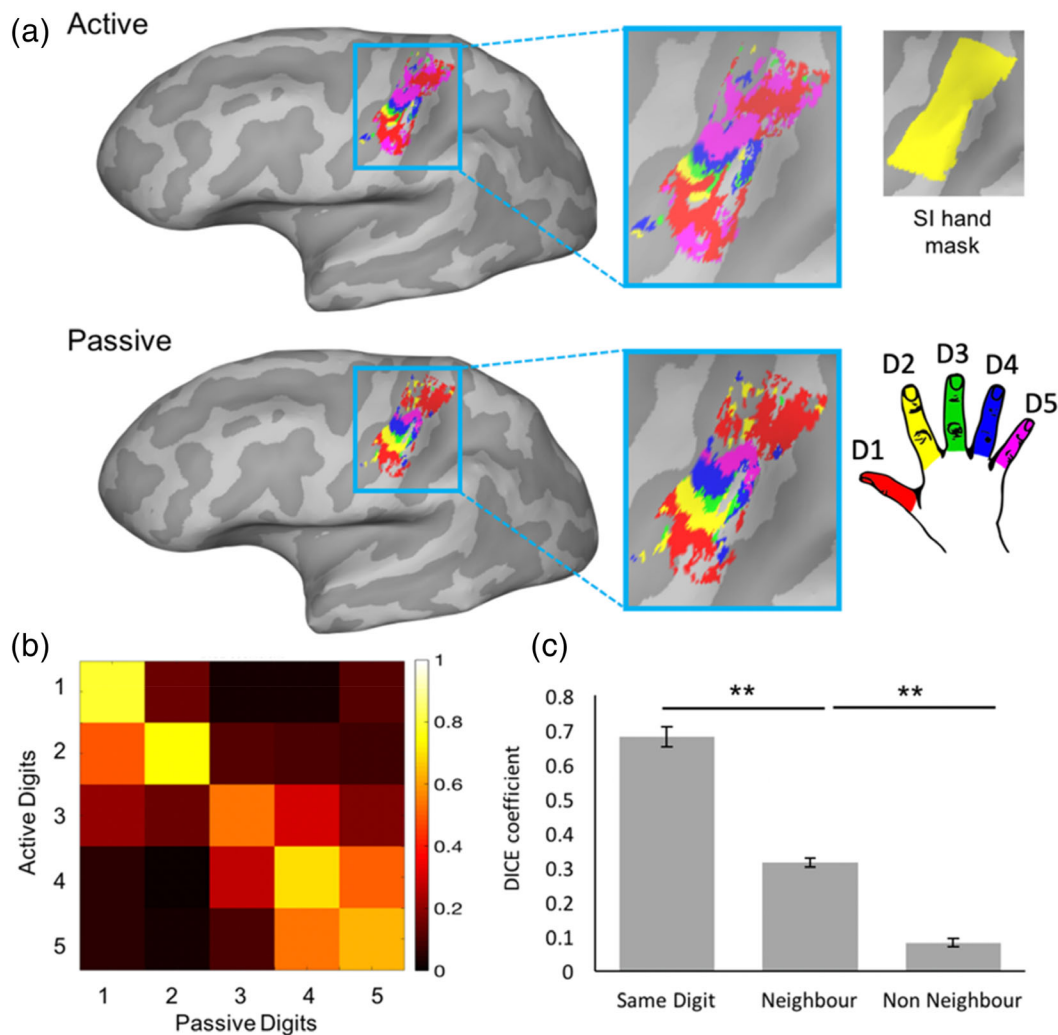 (a)
Active
SI hand
mask
Passive
D1
D2
D3
D4
D5
(b)
Active Digits
1
2
3
4
5
1 2 3 4 5
Passive Digits
1
0.8
0.6
0.4
0.2
0
(c)
DICE coefficient
0.8
0.7
0.6
0.5
0.4
0.3
0.2
0.1
0
** **
Same Digit Neighbour Non Neighbour